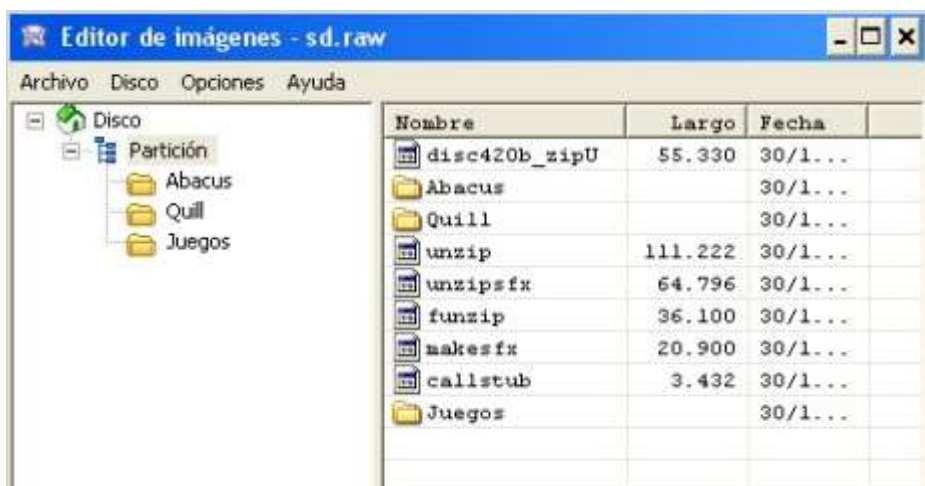 Editor de imágenes - sd.raw
Archivo Disco Opciones Ayuda
Disco
Partición
Abacus
Quill
Juegos
Nombre Largo Fecha
disc420b_zipU 55.330 30/1...
Abacus 30/1...
Quill 30/1...
unzip 111.222 30/1...
unzipsfx 64.796 30/1...
funzip 36.100 30/1...
makesfx 20.900 30/1...
callstub 3.432 30/1...
Juegos 30/1...